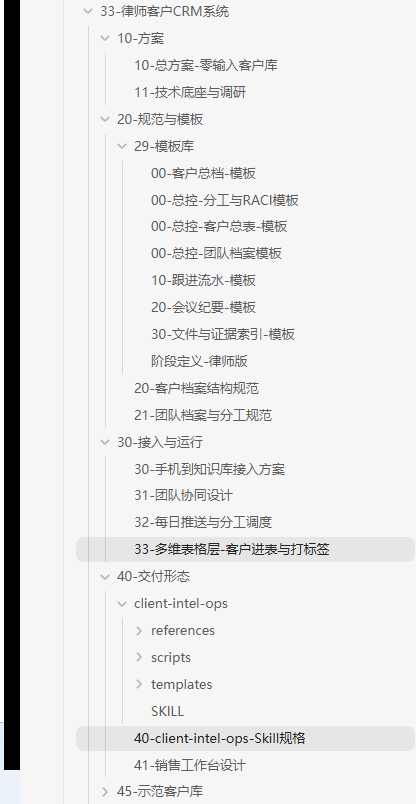 33-律师客户CRM系统
10-方案
10-总方案-零输入客户库
11-技术底座与调研
20-规范与模板
29-模板库
00-客户总档-模板
00-总控-分工与RACI模板
00-总控-客户总表-模板
00-总控-团队档案模板
10-跟进流水-模板
20-会议纪要-模板
30-文件与证据索引-模板
阶段定义-律师版
20-客户档案结构规范
21-团队档案与分工规范
30-接入与运行
30-手机到知识库接入方案
31-团队协同设计
32-每日推送与分工调度
33-多维表格层-客户进表与打标签
40-交付形态
client-intel-ops
references
scripts
templates
SKILL
40-client-intel-ops-Skill规格
41-销售工作台设计
45-示范客户库